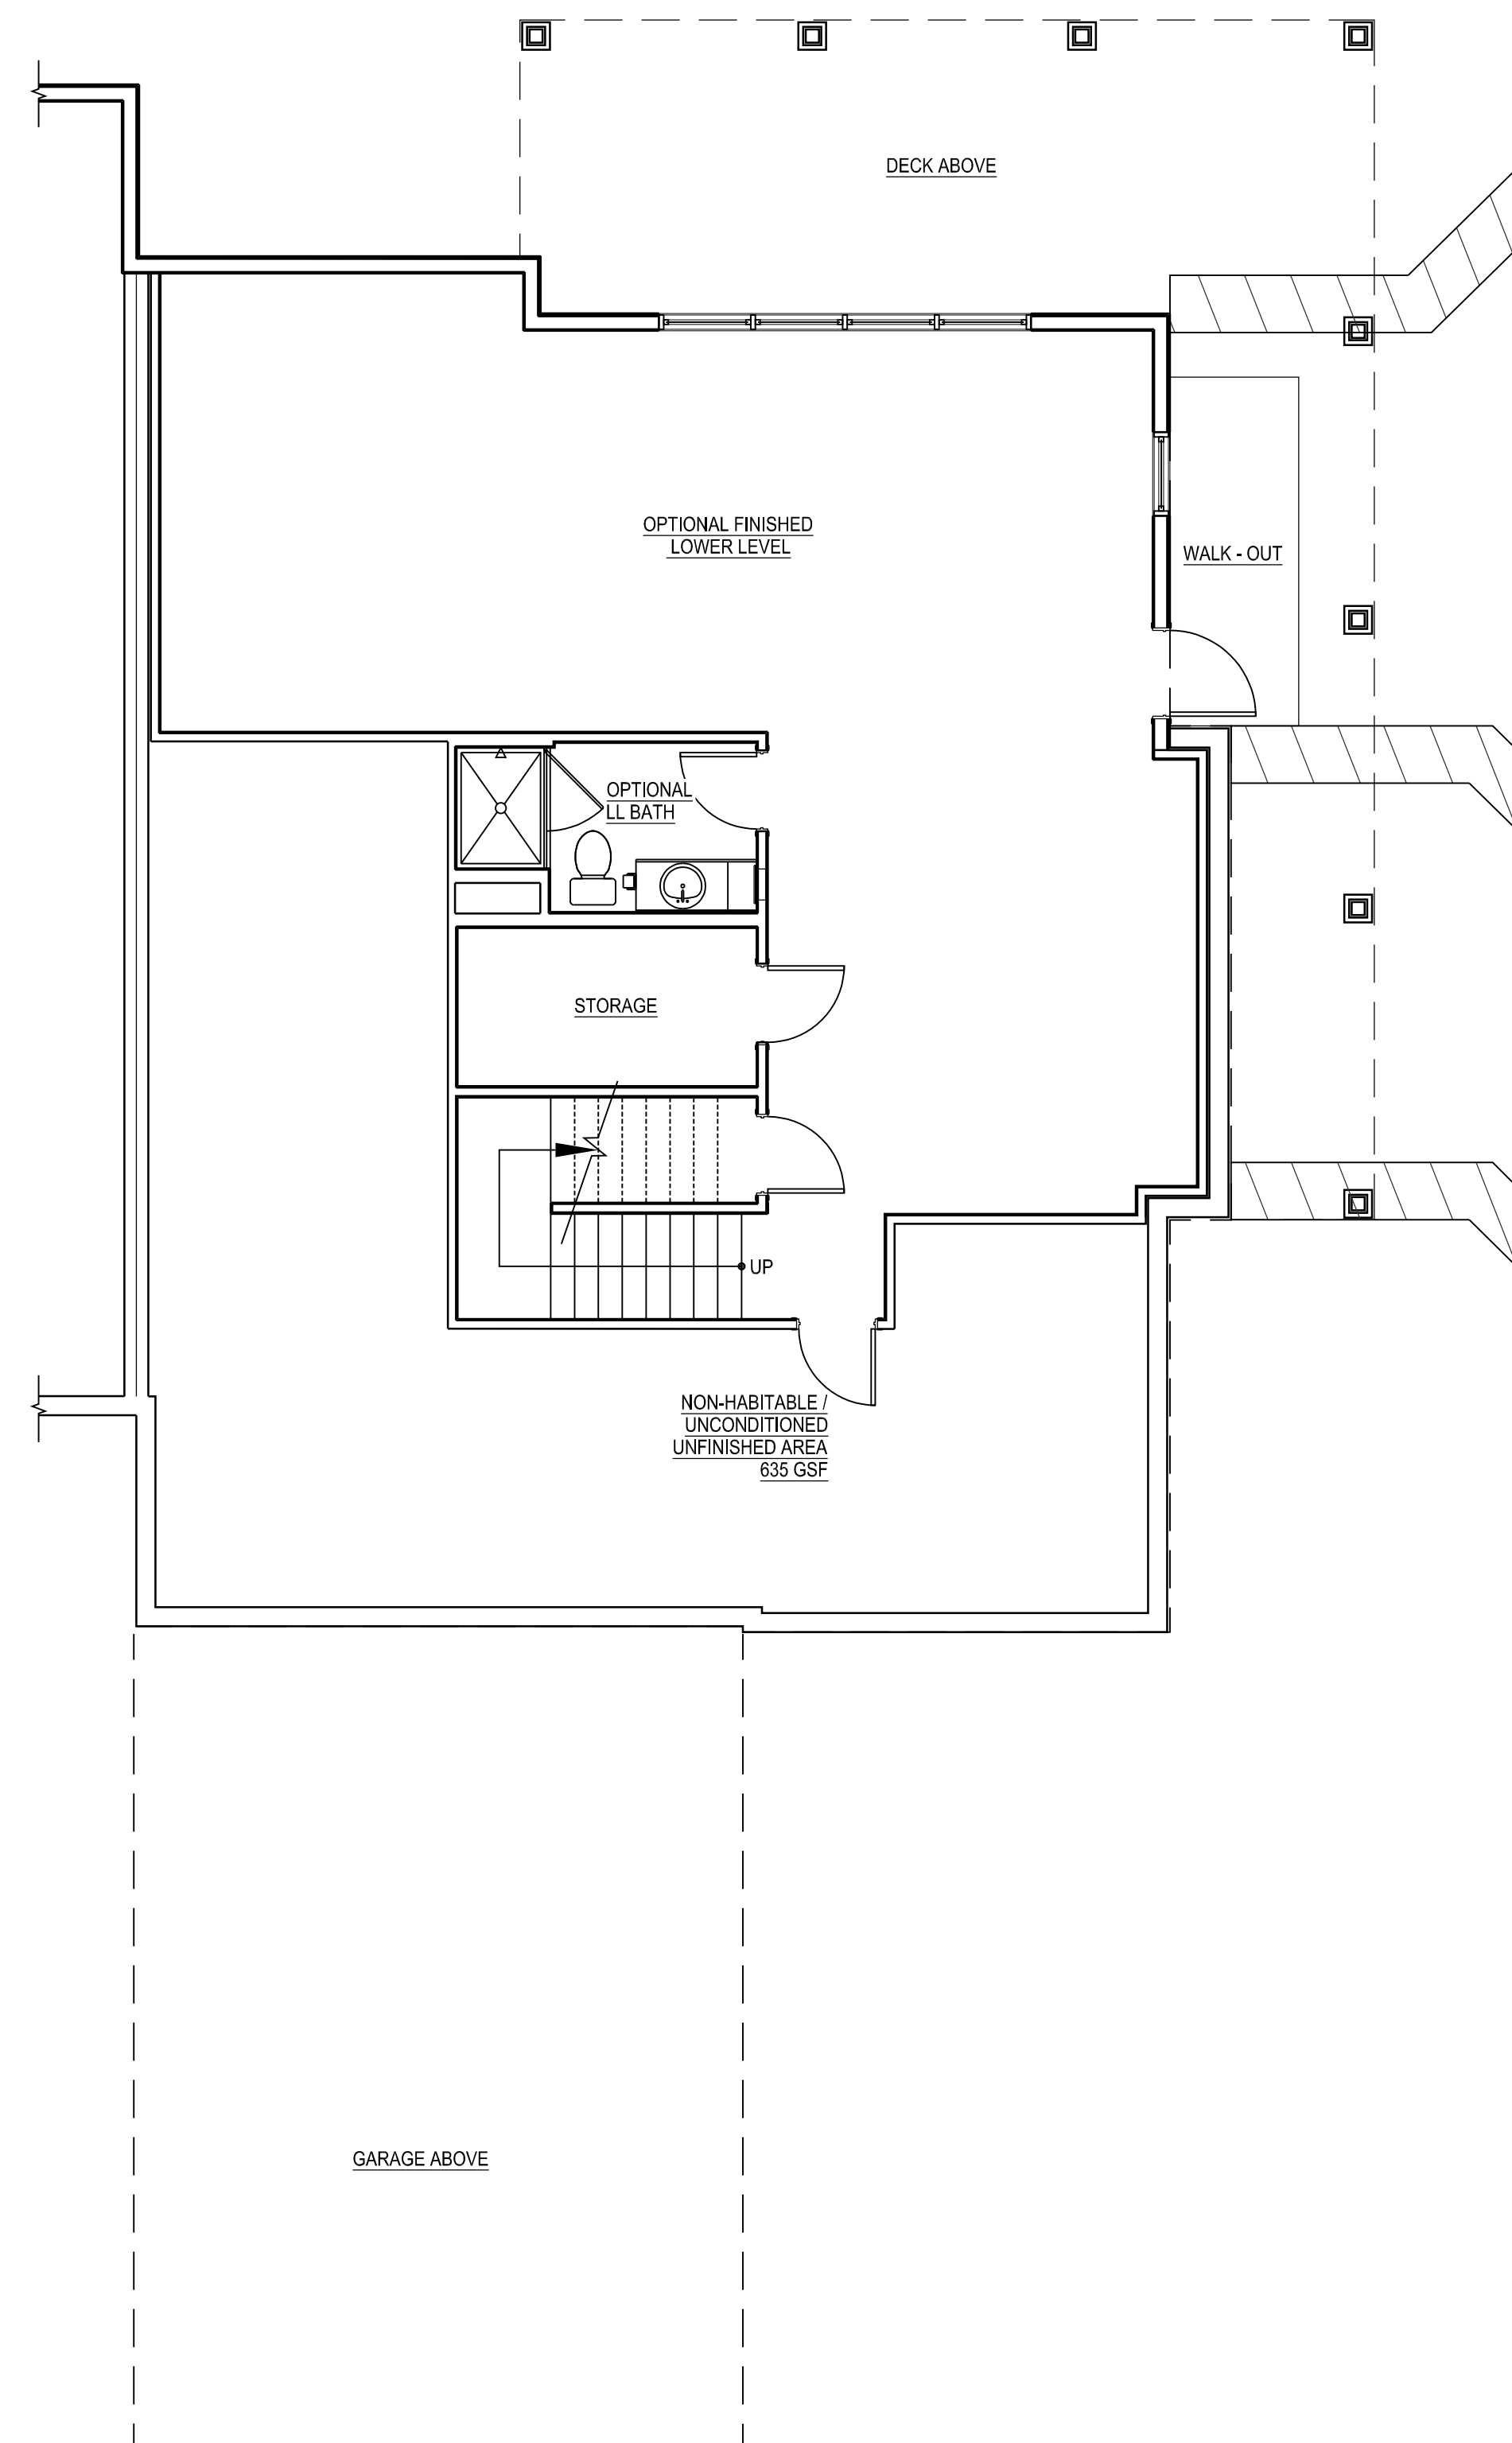 DECK ABOVE
OPTIONAL FINISHED
LOWER LEVEL
WALK - OUT
OPTIONAL
LL BATH
STORAGE
UP
NON-HABITABLE /
UNCONDITIONED
UNFINISHED AREA
635 GSF
GARAGE ABOVE